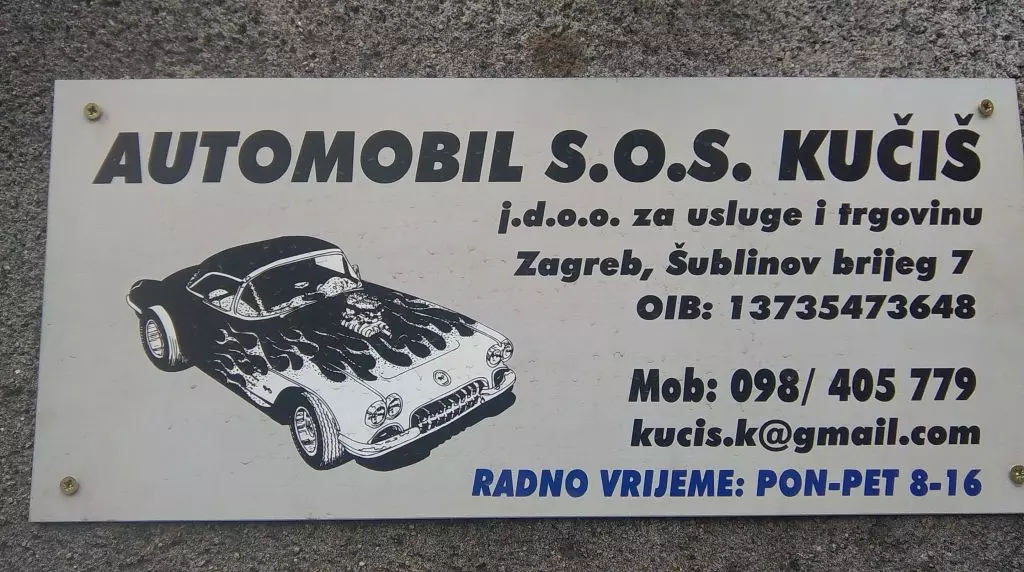 AUTOMOBIL S.O.S. KUČIŠ
j.d.o.o. za usluge i trgovinu
Zagreb, Šublinov brijeg 7
OIB: 13735473648
Mob: 098/ 405 779
kucis.k@gmail.com
RADNO VRIJEME: PON-PET 8-16